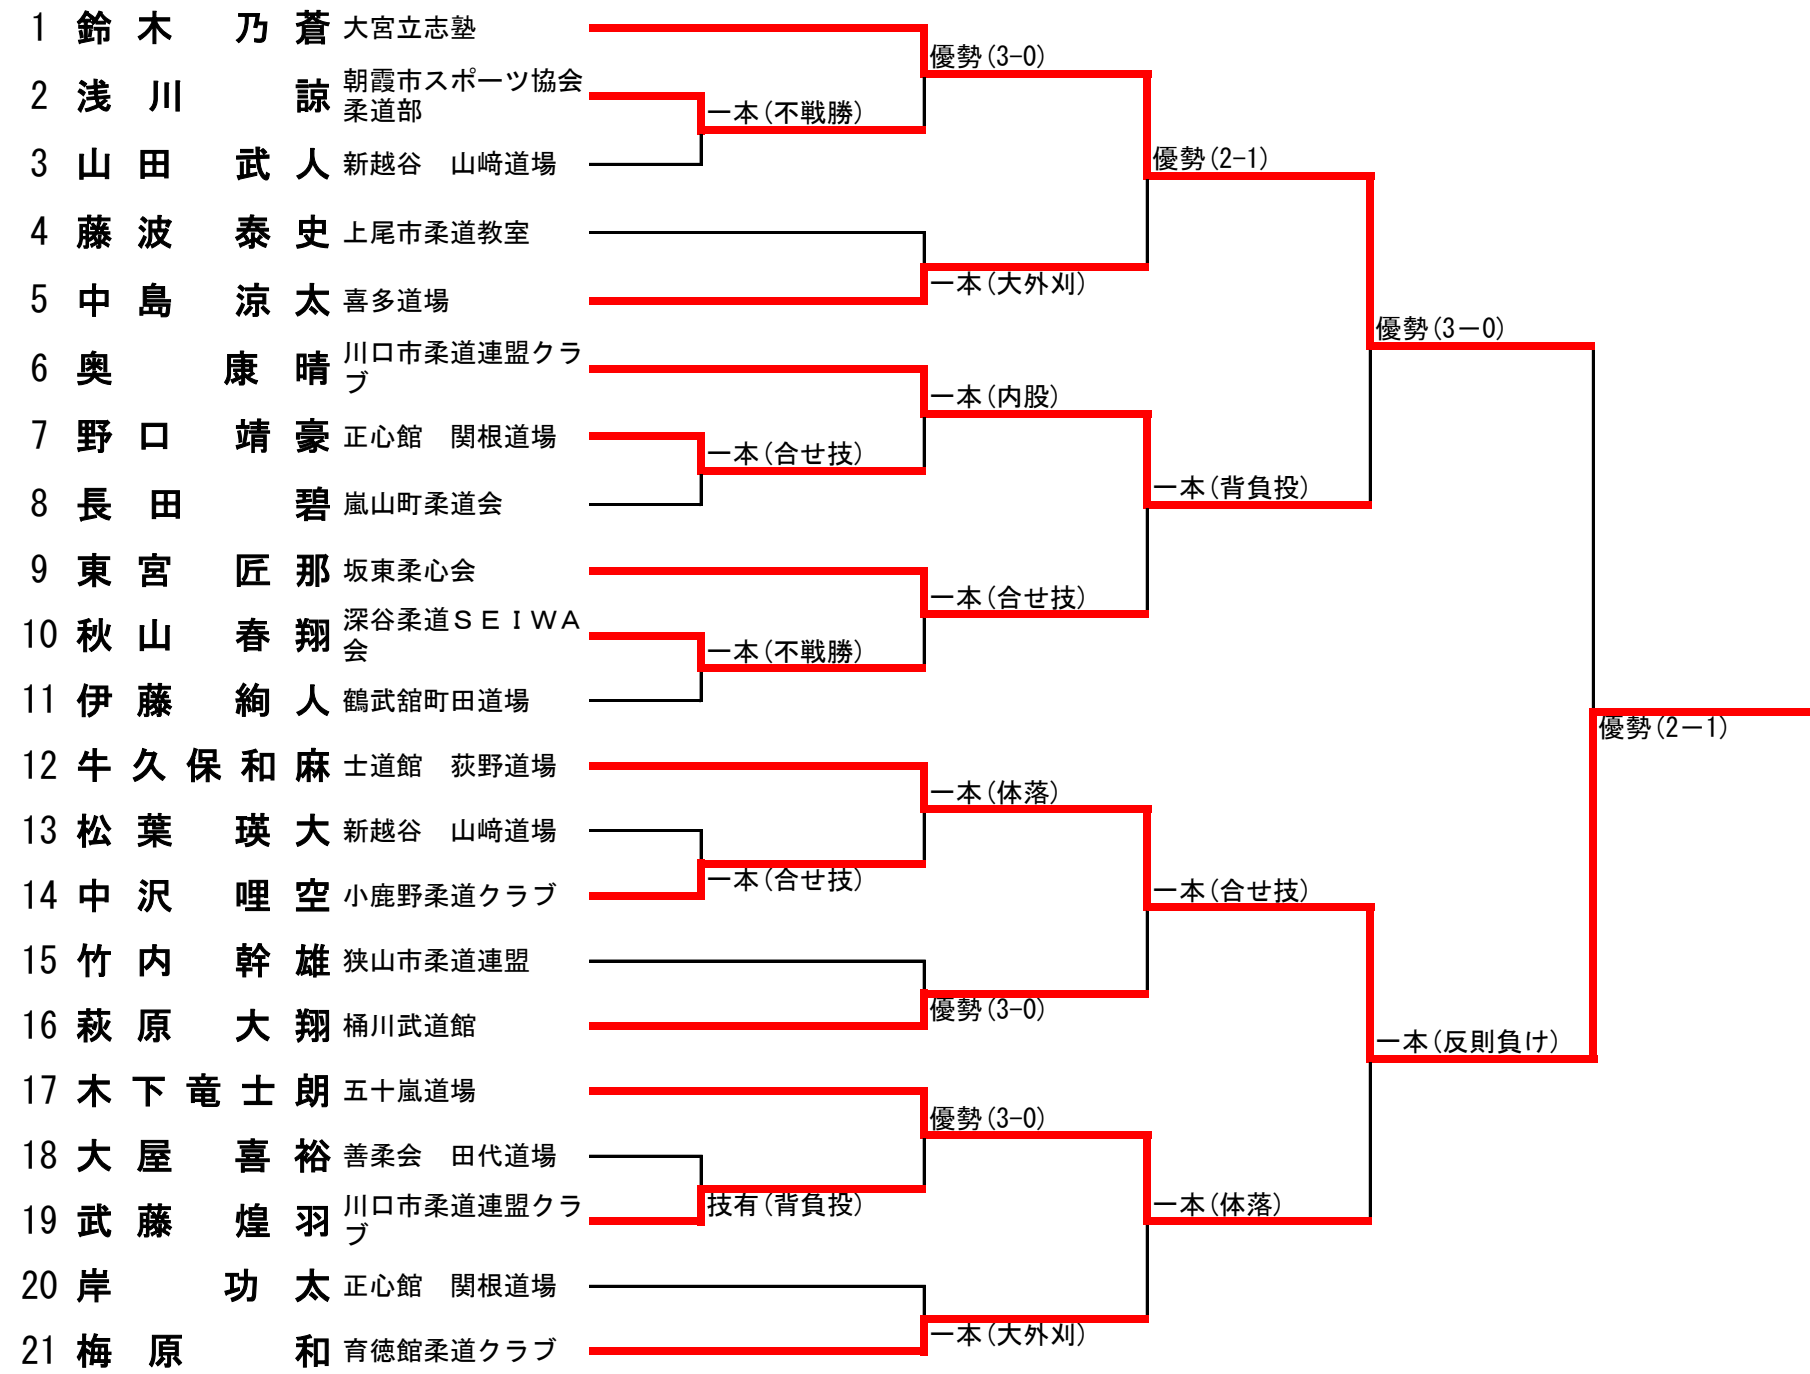 1 鈴木 乃蒼 大宮立志塾
優勢(3-0)
2 浅川 諒 朝霞市スポーツ協会
柔道部
一本(不戦勝)
3 山田 武人 新越谷 山﨑道場
優勢(2-1)
4 藤波 泰史 上尾市柔道教室
一本(大外刈)
5 中島 涼太 喜多道場
優勢(3－0)
6 奥 康晴 川口市柔道連盟クラ
ブ
一本(内股)
7 野口 靖豪 正心館 関根道場
一本(合せ技)
一本(背負投)
8 長田 碧 嵐山町柔道会
9 東宮 匠那 坂東柔心会
一本(合せ技)
10 秋山 春翔 深谷柔道ＳＥＩＷＡ
会
一本(不戦勝)
11 伊藤 絢人 鶴武舘町田道場
優勢(2－1)
12 牛久保和麻 士道館 荻野道場
一本(体落)
13 松葉 瑛大 新越谷 山﨑道場
一本(合せ技)
14 中沢 哩空 小鹿野柔道クラブ
一本(合せ技)
15 竹内 幹雄 狭山市柔道連盟
優勢(3-0)
16 萩原 大翔 桶川武道館
一本(反則負け)
17 木下竜士朗 五十嵐道場
優勢(3-0)
18 大屋 喜裕 善柔会 田代道場
技有(背負投)
一本(体落)
19 武藤 煌羽 川口市柔道連盟クラ
ブ
20 岸 功太 正心館 関根道場
一本(大外刈)
21 梅原 和 育徳館柔道クラブ